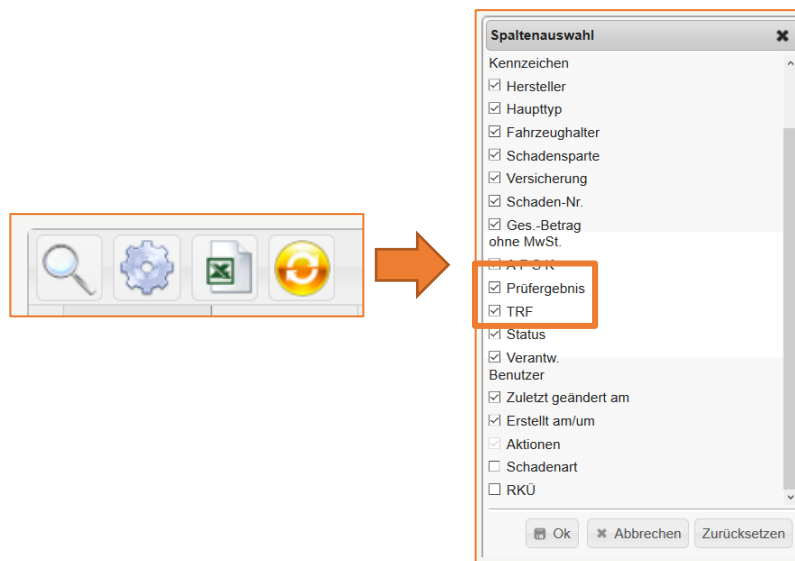 Spaltenauswahl
Kennzeichen
Hersteller
Haupttyp
Fahrzeughalter
Schadensparte
Versicherung
Schaden-Nr.
Ges.-Betrag
ohne MwSt.
Prüfergebnis
TRF
Status
Verantw.
Benutzer
Zuletzt geändert am
Erstellt am/um
Aktionen
Schadenart
RKÜ
Ok Abbrechen Zurücksetzen